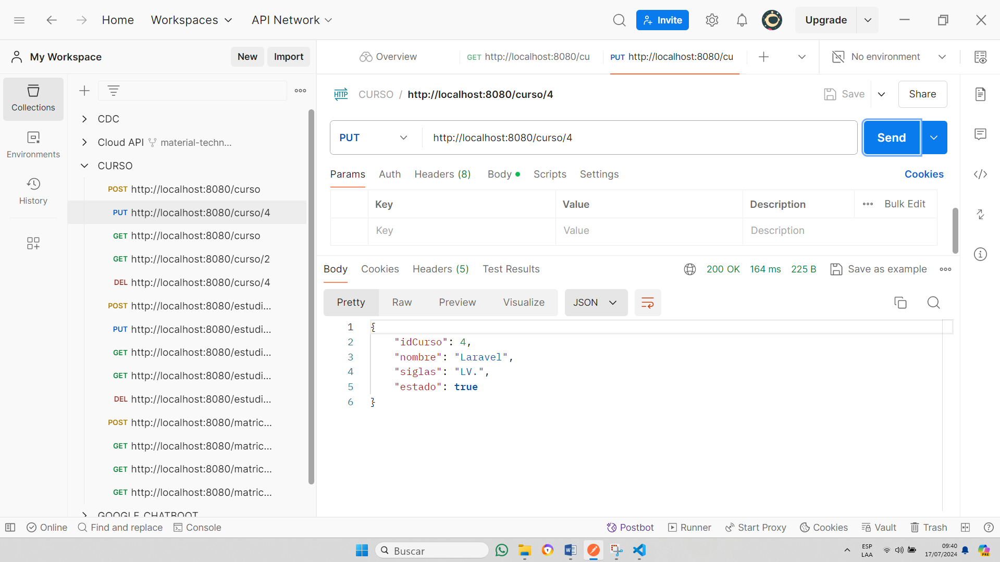 Home
Workspaces
API Network
Invite
Upgrade
My Workspace
New
Import
Overview
GET http://localhost:8080/cu
PUT http://localhost:8080/cu
No environment
Collections
Environments
History
CDC
Cloud API material-techn...
CURSO
POST http://localhost:8080/curso
PUT http://localhost:8080/curso/4
GET http://localhost:8080/curso
GET http://localhost:8080/curso/2
DEL http://localhost:8080/curso/4
POST http://localhost:8080/estudi...
PUT http://localhost:8080/estudi...
GET http://localhost:8080/estudi...
GET http://localhost:8080/estudi...
DEL http://localhost:8080/estudi...
POST http://localhost:8080/matric...
GET http://localhost:8080/matric...
GET http://localhost:8080/matric...
GET http://localhost:8080/matric...
GOOGLE CHATBOOT
HTTP
CURSO / http://localhost:8080/curso/4
Save
Share
PUT
http://localhost:8080/curso/4
Send
Params
Auth
Headers (8)
Body
Scripts
Settings
Cookies
Key
Value
Description
Bulk Edit
Key
Value
Description
Body
Cookies
Headers (5)
Test Results
200 OK
164 ms
225 B
Save as example
Pretty
Raw
Preview
Visualize
JSON
1 {
2 "idCurso": 4,
3 "nombre": "Laravel",
4 "siglas": "LV.",
5 "estado": true
6 }
Online
Find and replace
Console
Postbot
Runner
Start Proxy
Cookies
Vault
Trash
Buscar
ESP
LAA
09:40
17/07/2024
PRE